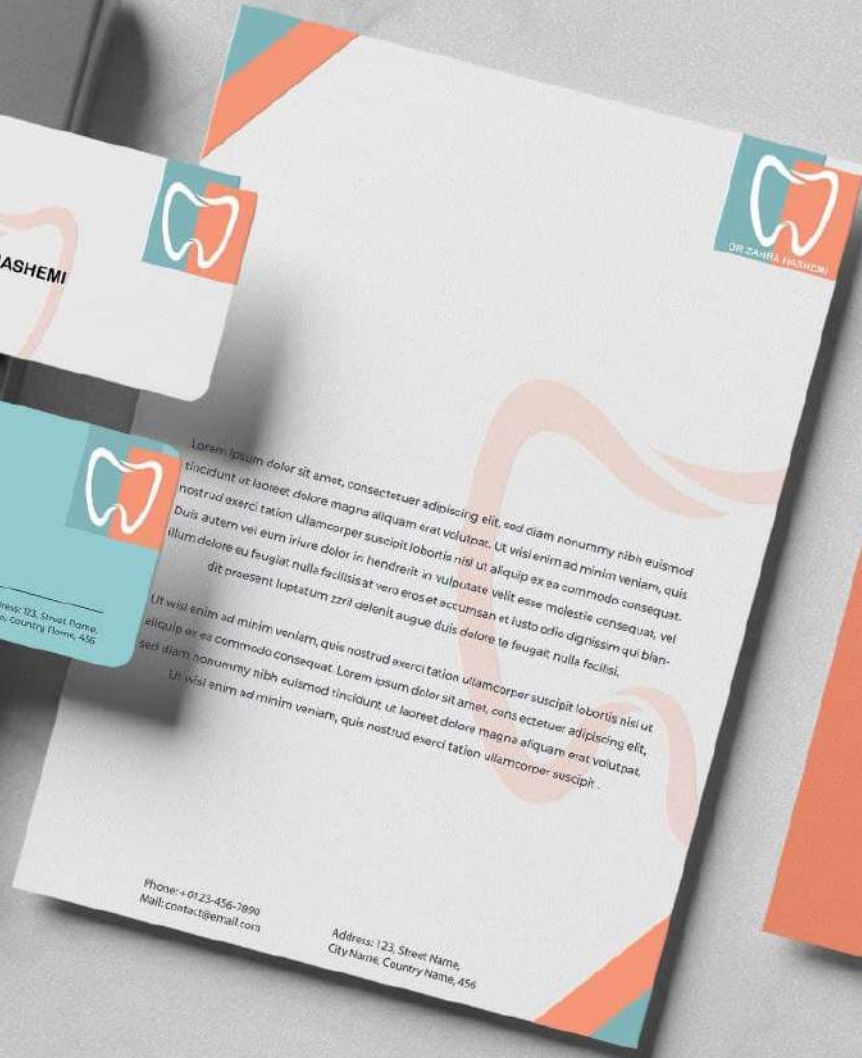 DR ZAHRA HASHEMI
ASHEMI
Lorem ipsum dolor sit amet, consectetuer adipiscing elit, sed diam nonummy nibh euismod
tincidunt ut laoreet dolore magna aliquam erat volutpat. Ut wisi enim ad minim veniam, quis
nostrud exerci tation ullamcorper suscipit lobortis nisl ut aliquip ex ea commodo consequat.
Duis autem vel eum iriure dolor in hendrerit in vulputate velit esse molestie consequat, vel
illum dolore eu feugiat nulla facilisis at vero eros et accumsan et iusto odio dignissim qui blan-
dit praesent luptatum zzril delenit augue duis dolore te feugait nulla facilisi.
Ut wisi enim ad minim veniam, quis nostrud exerci tation ullamcorper suscipit lobortis nisl ut
aliquip ex ea commodo consequat. Lorem ipsum dolor sit amet, cons ectetuer adipiscing elit,
sed diam nonummy nibh euismod tincidunt ut laoreet dolore magna aliquam erat volutpat.
Ut wisi enim ad minim veniam, quis nostrud exerci tation ullamcorper suscipit .
ress: 123, Street Name,
e, Country Name, 456
Phone: +0123-456-7890
Mail: contact@email.com
Address: 123, Street Name,
City Name, Country Name, 456